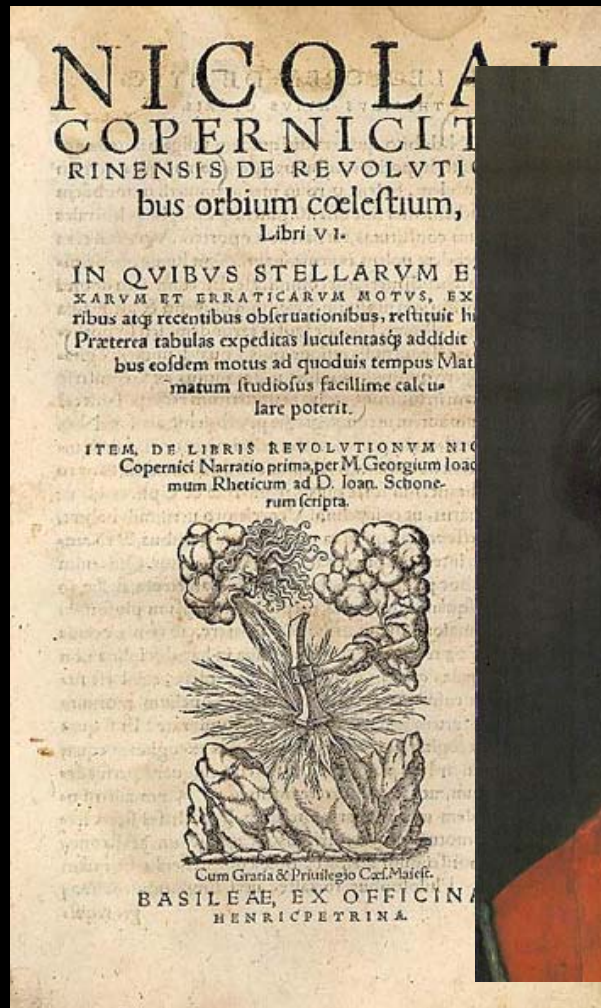 NICOLAI
COPERNICI T
RINENSIS DE REVOLVTI
bus orbium cœleſtium,
Libri VI.
IN QVIBVS STELLARVM E
XARVM ET ERRATICARVM MOTVS, EX
ribus atq; recentibus obſeruationibus, reſtituit hi
Præterea tabulas expeditas luculentasq; addidit
bus eoſdem motus ad quoduis tempus Mat
matum ſtudioſus facillime calcu-
lare poterit.
ITEM, DE LIBRIS REVOLVTIONVM NIC
Copernici Narratio prima, per M. Georgium Ioac
mum Rheticum ad D. Ioan. Schone-
rum ſcripta.
Cum Gratia & Priuilegio Cæſ. Maieſt.
BASILEAE, EX OFFICINA
HENRICPETRINA.